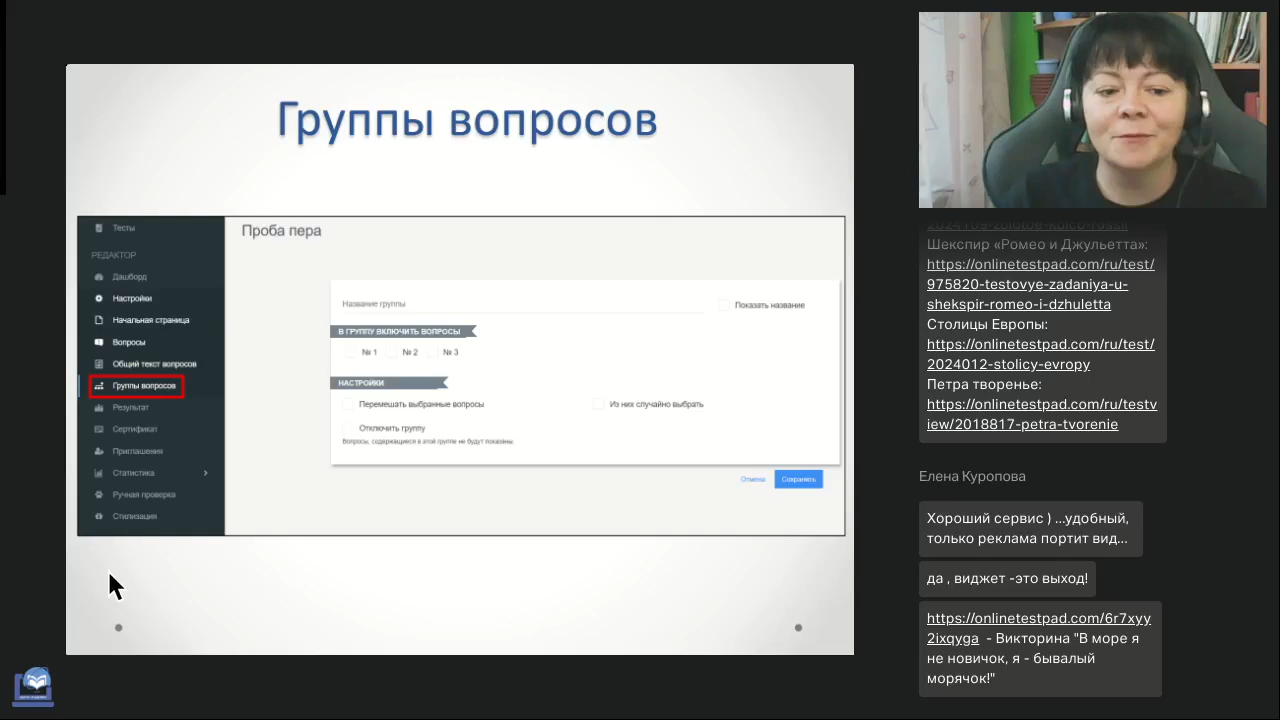 Группы вопросов
Тесты
РЕДАКТОР
Дашборд
Настройки
Начальная страница
Вопросы
Общий текст вопросов
Группы вопросов
Результат
Сертификат
Приглашения
Статистика
Ручная проверка
Стилизация
Проба пера
Название группы
Показать название
В ГРУППУ ВКЛЮЧИТЬ ВОПРОСЫ
№ 1 № 2 № 3
НАСТРОЙКИ
Перемешать выбранные вопросы
Из них случайно выбрать
Отключить группу
Вопросы, содержащиеся в этой группе не будут показаны.
Отмена
Сохранить
2024109-zolotoe-kolco-rossii
Шекспир «Ромео и Джульетта»:
https://onlinetestpad.com/ru/test/
975820-testovye-zadaniya-u-
shekspir-romeo-i-dzhuletta
Столицы Европы:
https://onlinetestpad.com/ru/test/
2024012-stolicy-evropy
Петра творенье:
https://onlinetestpad.com/ru/testv
iew/2018817-petra-tvorenie
Елена Куропова
Хороший сервис ) ...удобный,
только реклама портит вид...
да , виджет -это выход!
https://onlinetestpad.com/6r7xyy
2ixqyga - Викторина "В море я
не новичок, я - бывалый
морячок!"